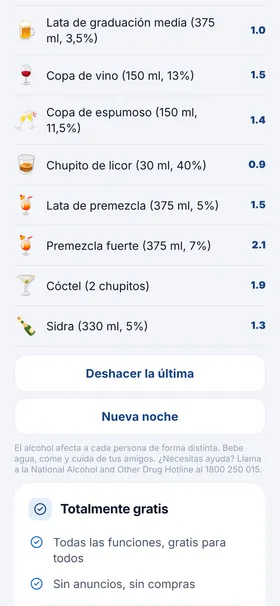 Lata de graduación media (375
ml, 3,5%)
1.0
Copa de vino (150 ml, 13%)
1.5
Copa de espumoso (150 ml,
11,5%)
1.4
Chupito de licor (30 ml, 40%)
0.9
Lata de premezcla (375 ml, 5%)
1.5
Premezcla fuerte (375 ml, 7%)
2.1
Cóctel (2 chupitos)
1.9
Sidra (330 ml, 5%)
1.3
Deshacer la última
Nueva noche
El alcohol afecta a cada persona de forma distinta. Bebe
agua, come y cuida de tus amigos. ¿Necesitas ayuda? Llama
a la National Alcohol and Other Drug Hotline al 1800 250 015.
Totalmente gratis
Todas las funciones, gratis para
todos
Sin anuncios, sin compras